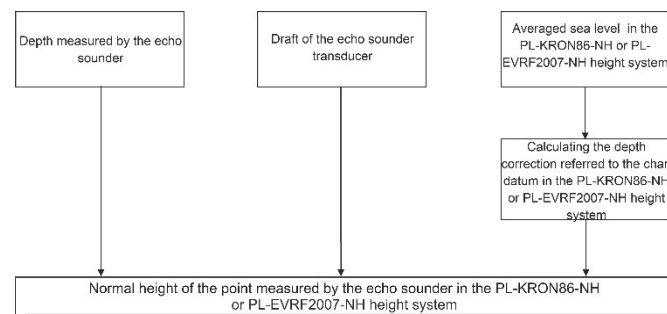 Depth measured by the echo
sounder
Draft of the echo sounder
transducer
Averaged sea level in the
PL-KRON86-NH or PL-
EVRF2007-NH height system
Calculating the depth
correction referred to the char
datum in the PL-KRON86-NH
or PL-EVRF2007-NH height
system
Normal height of the point measured by the echo sounder in the PL-KRON86-NH
or PL-EVRF2007-NH height system